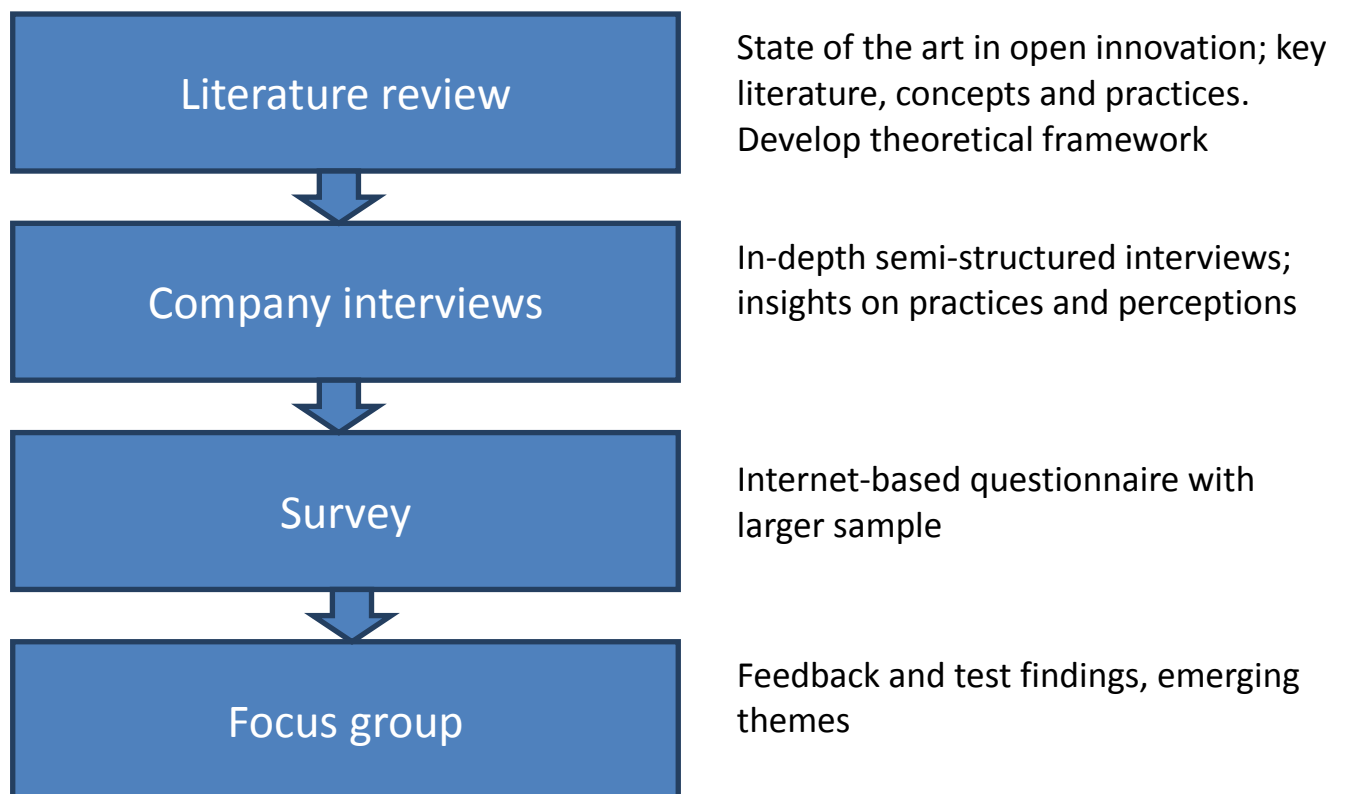 Literature review
State of the art in open innovation; key
literature, concepts and practices.
Develop theoretical framework
Company interviews
In-depth semi-structured interviews;
insights on practices and perceptions
Survey
Internet-based questionnaire with
larger sample
Focus group
Feedback and test findings, emerging
themes